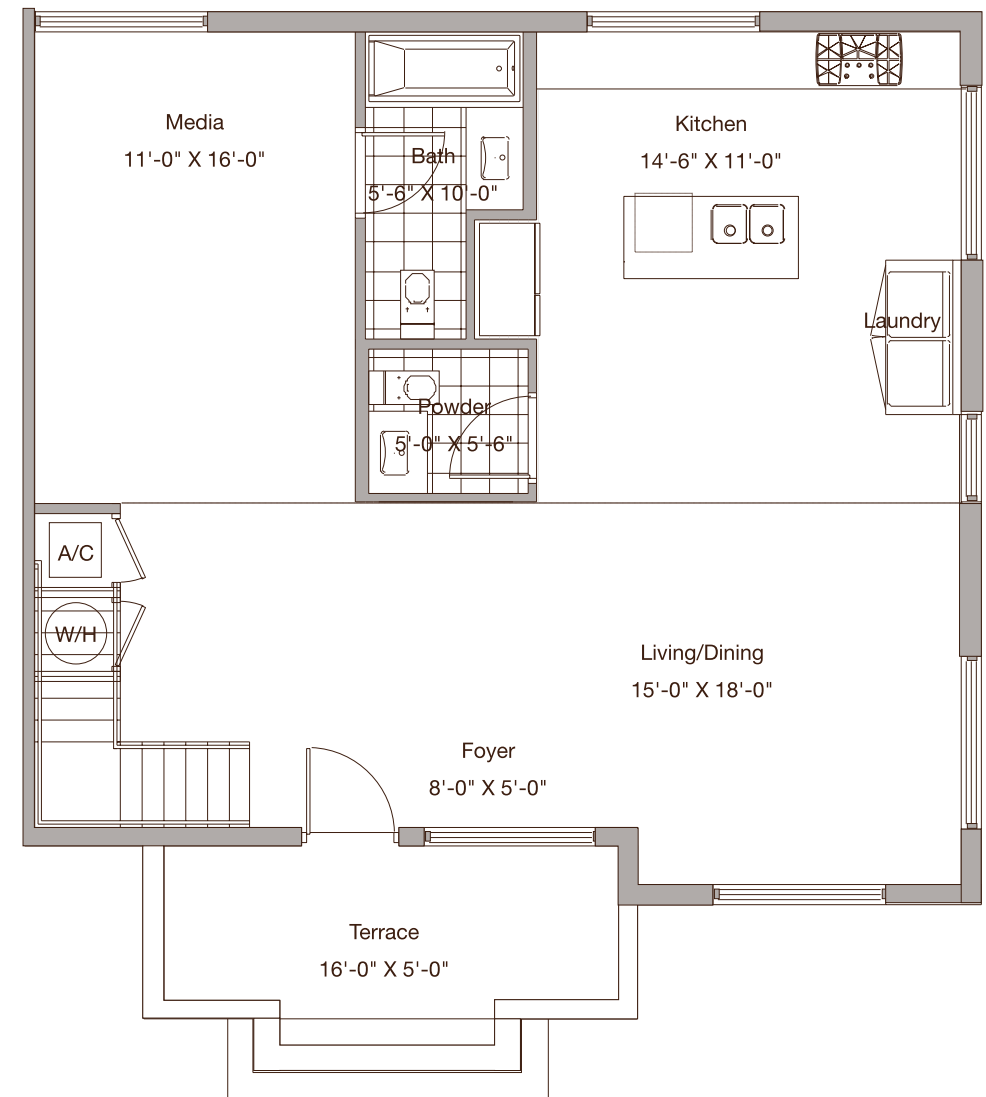 Media
11'-0" X 16'-0"
Bath
5'-6" X 10'-0"
Kitchen
14'-6" X 11'-0"
Laundry
Powder
5'-0" X 5'-6"
A/C
W/H
Living/Dining
15'-0" X 18'-0"
Foyer
8'-0" X 5'-0"
Terrace
16'-0" X 5'-0"